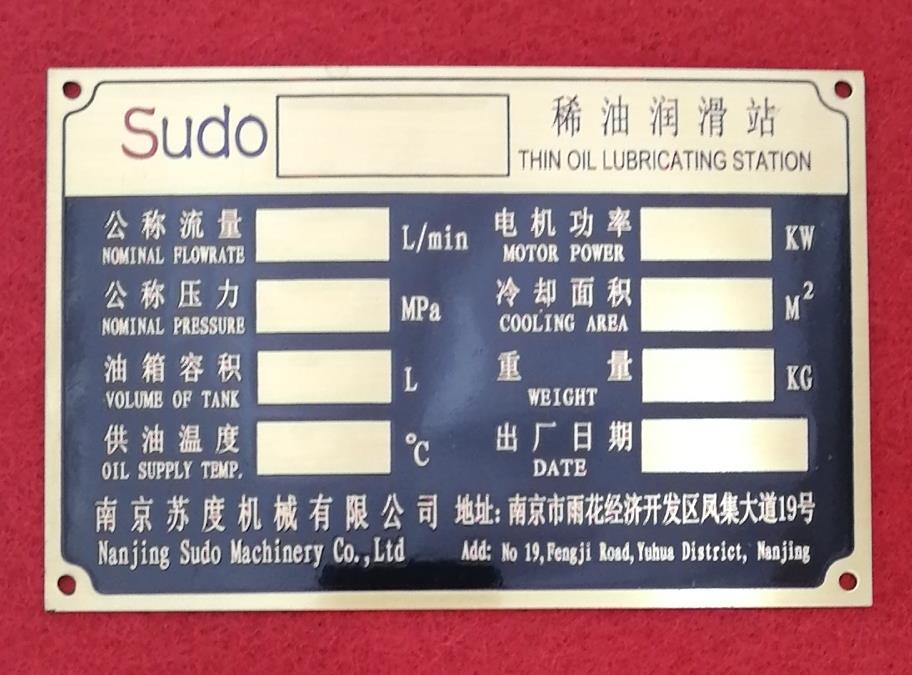 Sudo
稀油润滑站
THIN OIL LUBRICATING STATION
公称流量 L/min
NOMINAL FLOWRATE
电机功率 KW
MOTOR POWER
公称压力 MPa
NOMINAL PRESSURE
冷却面积 M²
COOLING AREA
油箱容积 L
VOLUME OF TANK
重量 KG
WEIGHT
供油温度 ℃
OIL SUPPLY TEMP.
出厂日期
DATE
南京苏度机械有限公司 地址: 南京市雨花经济开发区凤集大道19号
Nanjing Sudo Machinery Co.,Ltd Add: No 19,Fengji Road,Yuhua District, Nanjing